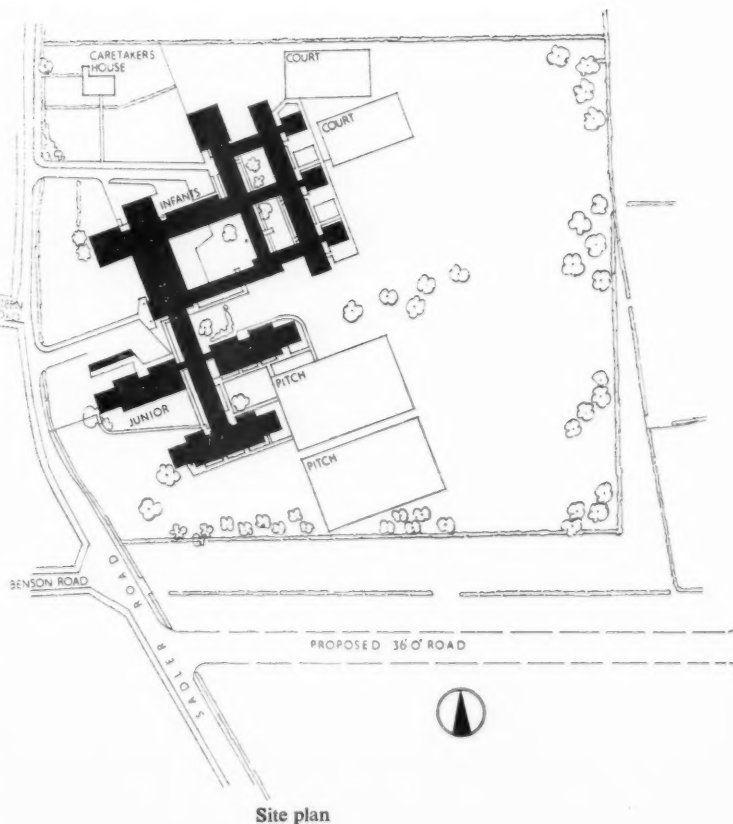 CARETAKERS
HOUSE
COURT
COURT
INFANTS
JUNIOR
PITCH
PITCH
BENSON ROAD
SADLER ROAD
PROPOSED 36'0" ROAD
Site plan